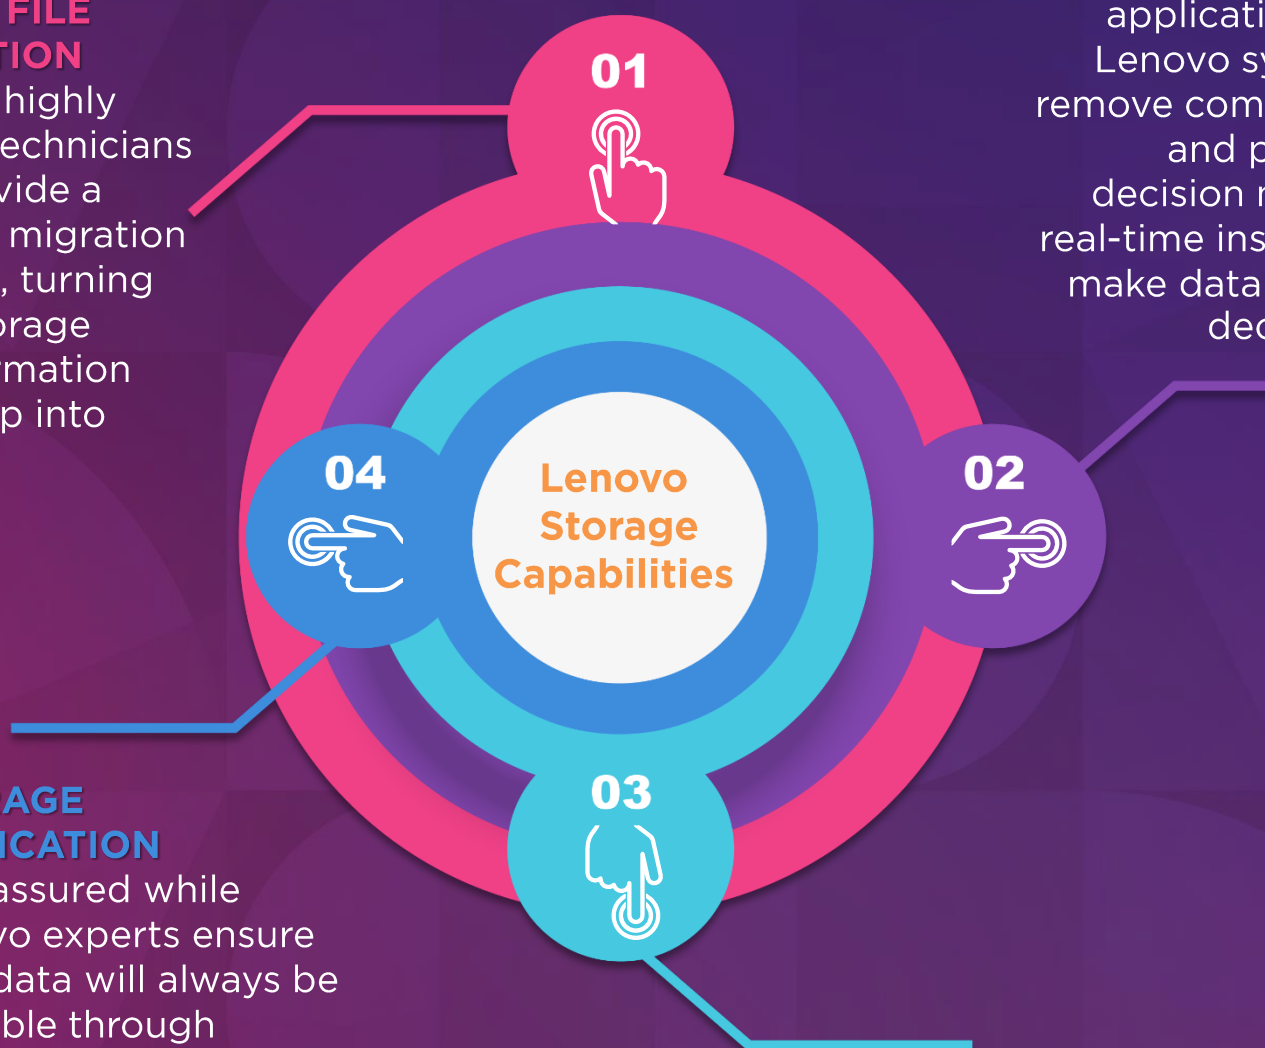 FILE
TION
highly
echnicians
vide a
migration
, turning
orage
rmation
p into
01
applicati
Lenovo sy
remove com
and p
decision
real-time ins
make data
dec
04
Lenovo
Storage
Capabilities
02
03
AGE
ICATION
assured while
vo experts ensure
data will always be
ble through